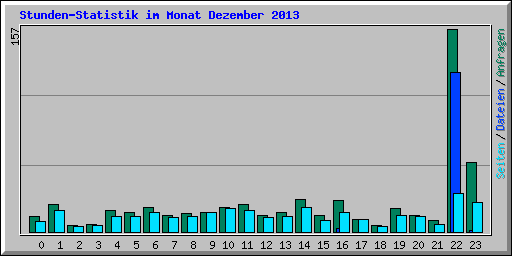 Stunden-Statistik im Monat Dezember 2013
157
Seiten / Dateien / Anfragen
0 1 2 3 4 5 6 7 8 9 10 11 12 13 14 15 16 17 18 19 20 21 22 23